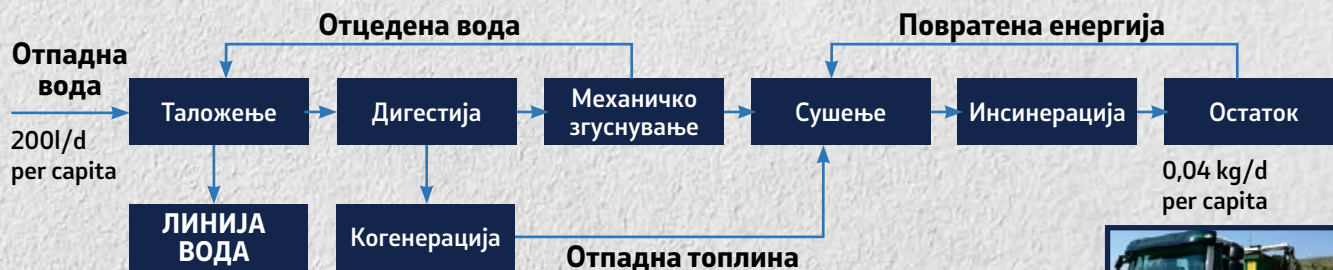 Отцедена вода
Повратена енергија
Отпадна
вода
Таложење
Дигестија
Механичко
згуснување
Сушење
Инсинерација
Остаток
200l/d
per capita
0,04 kg/d
per capita
ЛИНИЈА
ВОДА
Когенерација
Отпадна топлина